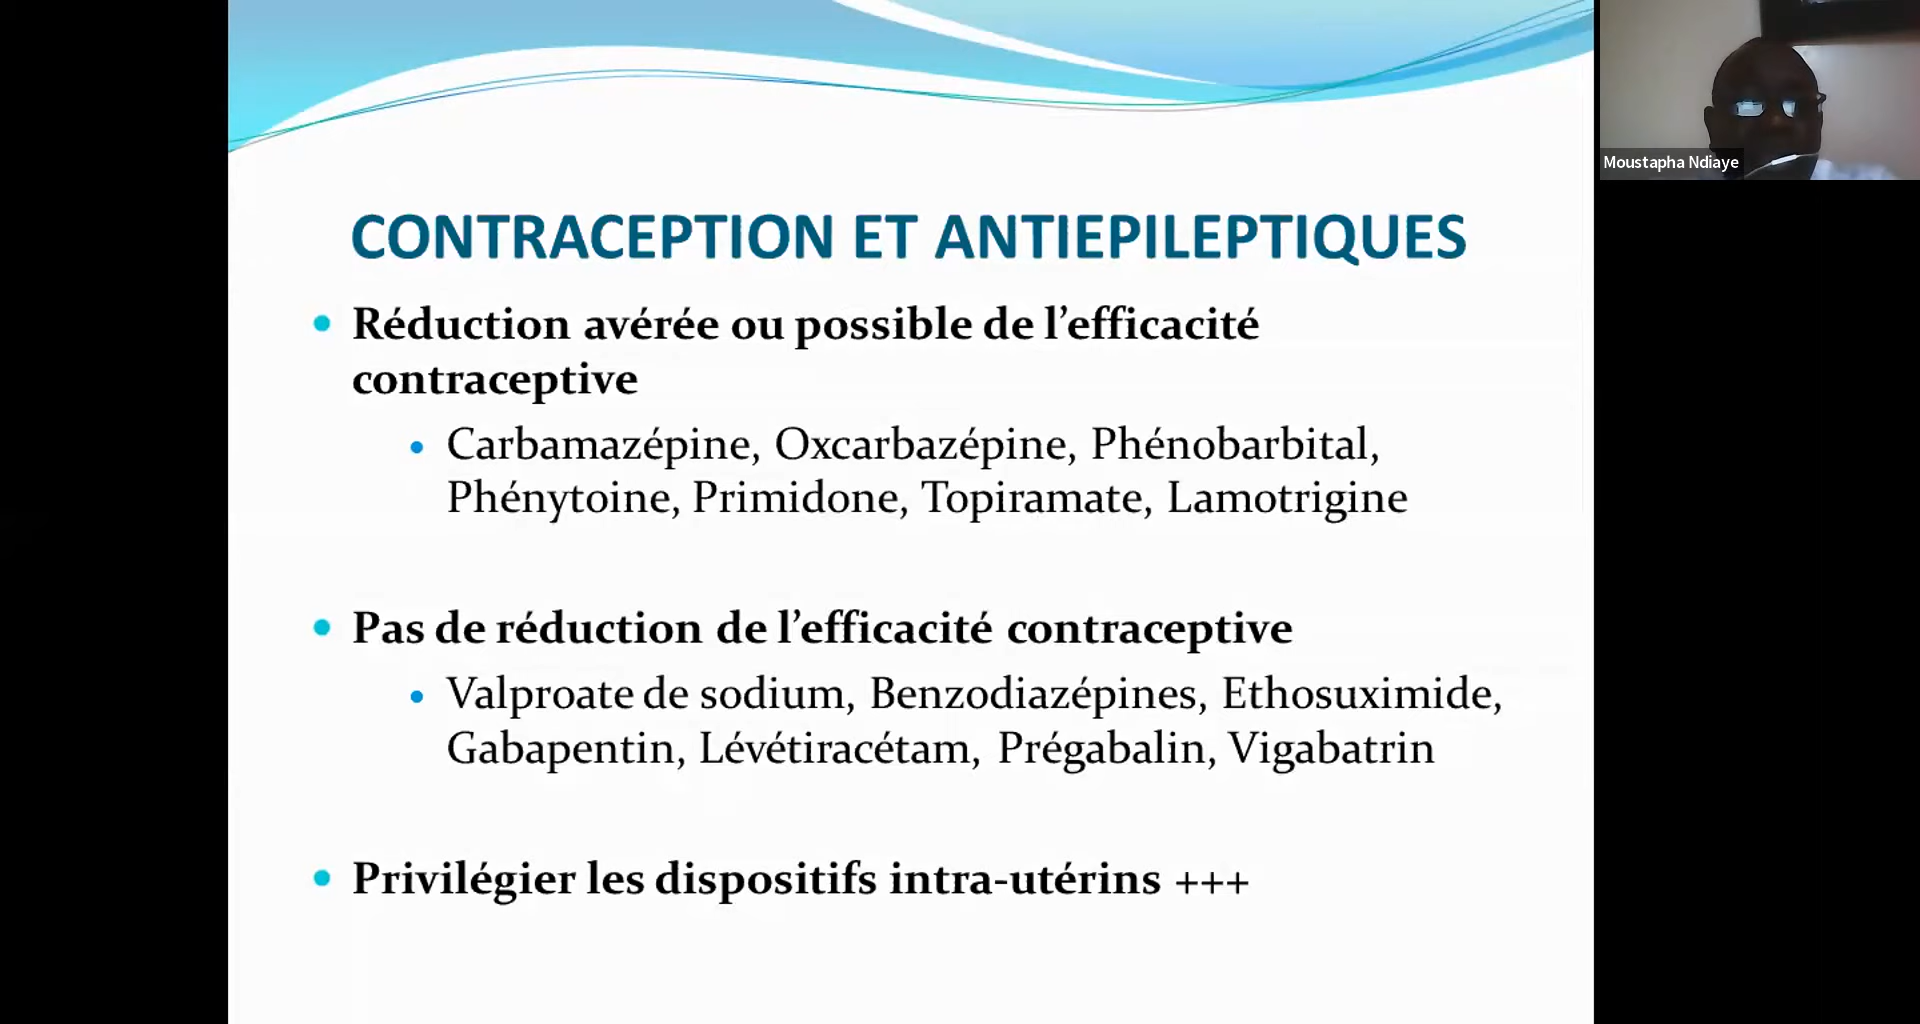 Moustapha Ndiaye
CONTRACEPTION ET ANTIEPILEPTIQUES
• Réduction avérée ou possible de l’efficacité
contraceptive
• Carbamazépine, Oxcarbazépine, Phénobarbital,
Phénytoine, Primidone, Topiramate, Lamotrigine
• Pas de réduction de l’efficacité contraceptive
• Valproate de sodium, Benzodiazépines, Ethosuximide,
Gabapentin, Lévétiracétam, Prégabalin, Vigabatrin
• Privilégier les dispositifs intra-utérins +++